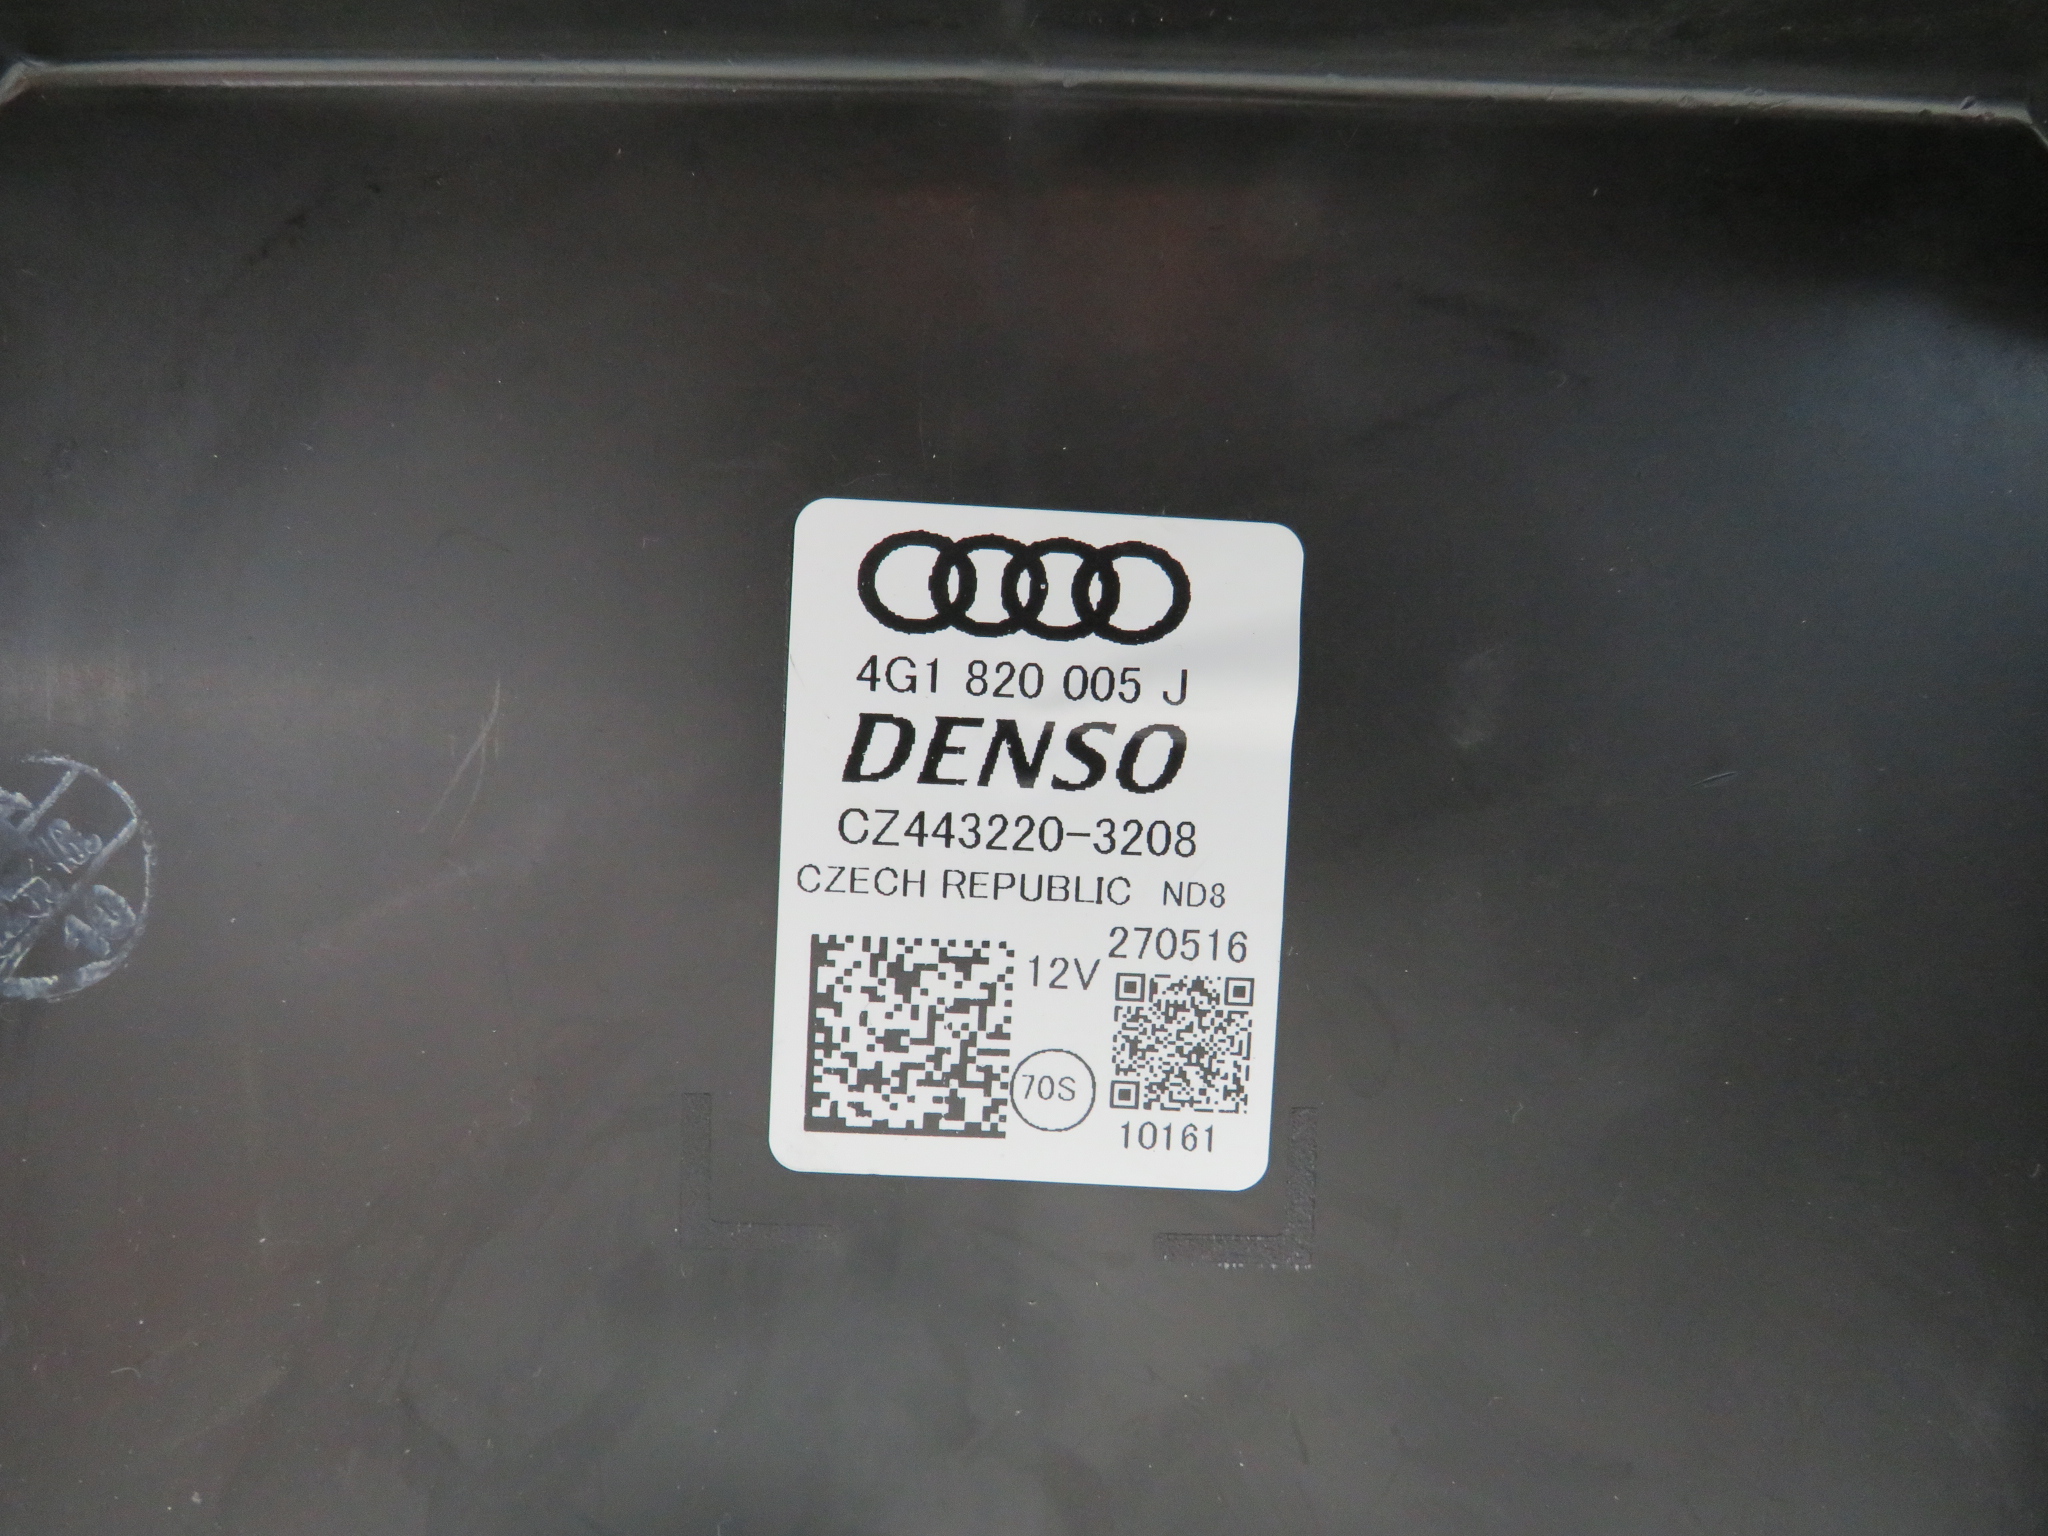 4G1 820 005 J
DENSO
CZ443220-3208
CZECH REPUBLIC ND8
270516
12V
70S
10161